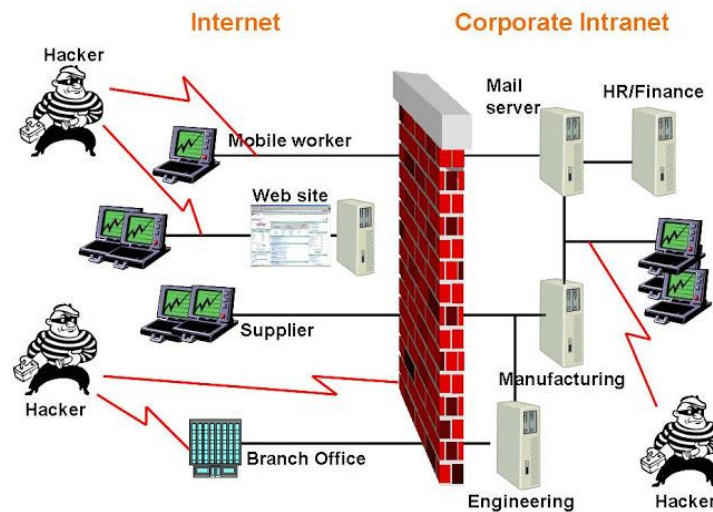 Internet
Corporate Intranet
Hacker
Mail
server
HR/Finance
Mobile worker
Web site
Supplier
Manufacturing
Hacker
Branch Office
Engineering
Hacker